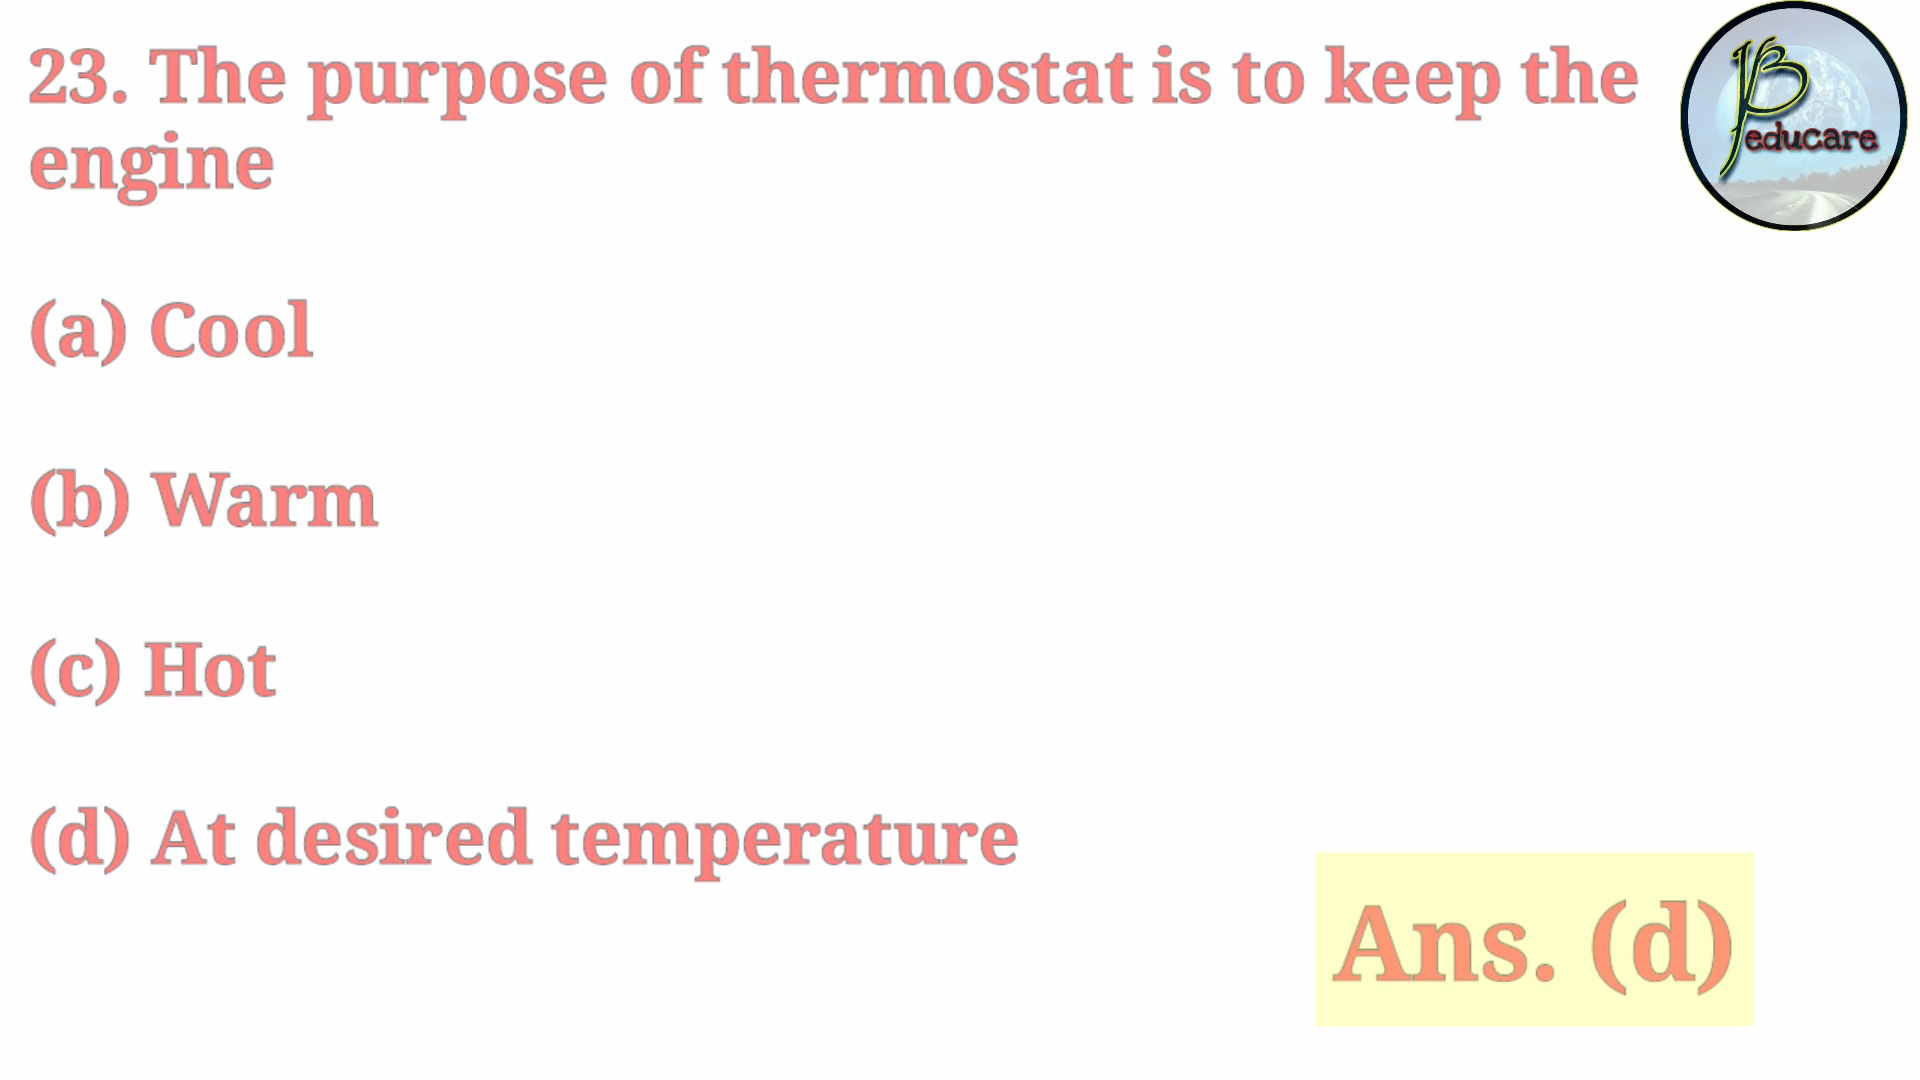 23. The purpose of thermostat is to keep the
engine
(a) Cool
(b) Warm
(c) Hot
(d) At desired temperature
Ans. (d)
educare